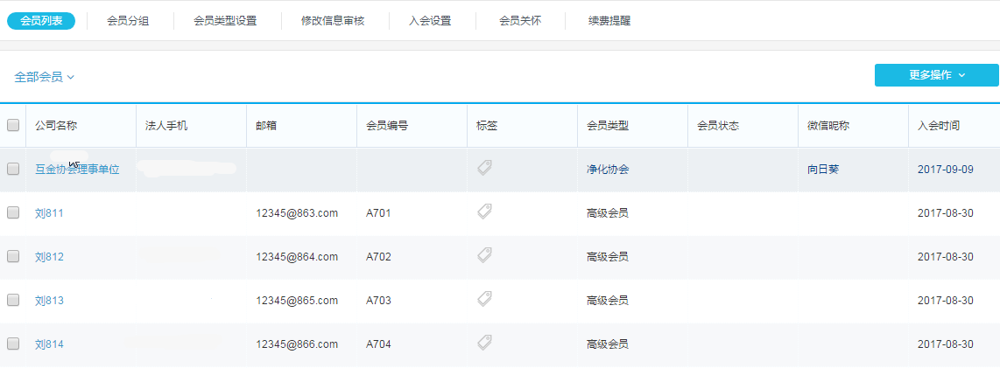 会员列表 会员分组 会员类型设置 修改信息审核 入会设置 会员关怀 续费提醒
全部会员 更多操作
公司名称 法人手机 邮箱 会员编号 标签 会员类型 会员状态 微信昵称 入会时间
互金协会理事单位 净化协会 向日葵 2017-09-09
刘811 12345@863.com A701 高级会员 2017-08-30
刘812 12345@864.com A702 高级会员 2017-08-30
刘813 12345@865.com A703 高级会员 2017-08-30
刘814 12345@866.com A704 高级会员 2017-08-30